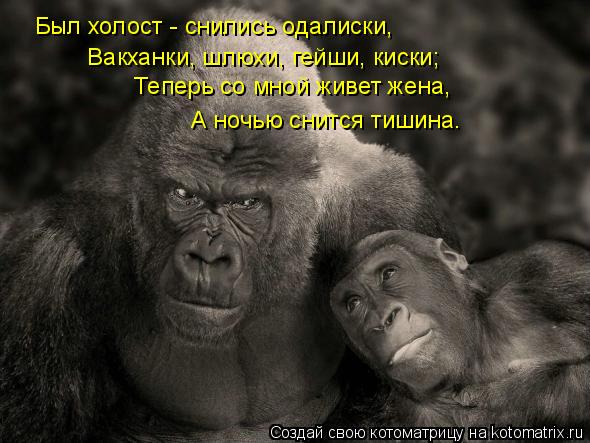 Был холост - снились одалиски,
Вакханки, шлюхи, гейши, киски;
Теперь со мной живет жена,
А ночью снится тишина.
Создай свою котоматрицу на kotomatrix.ru